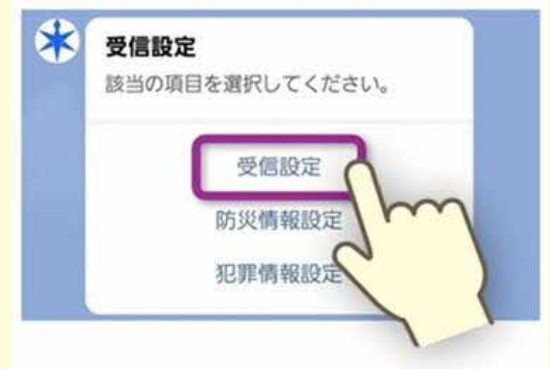 受信設定
該当の項目を選択してください。
受信設定
防災情報設定
犯罪情報設定